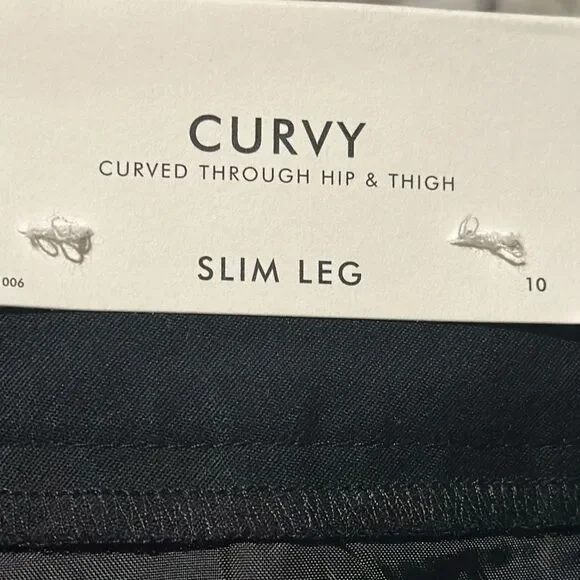 CURVY
CURVED THROUGH HIP & THIGH
SLIM LEG
006
10